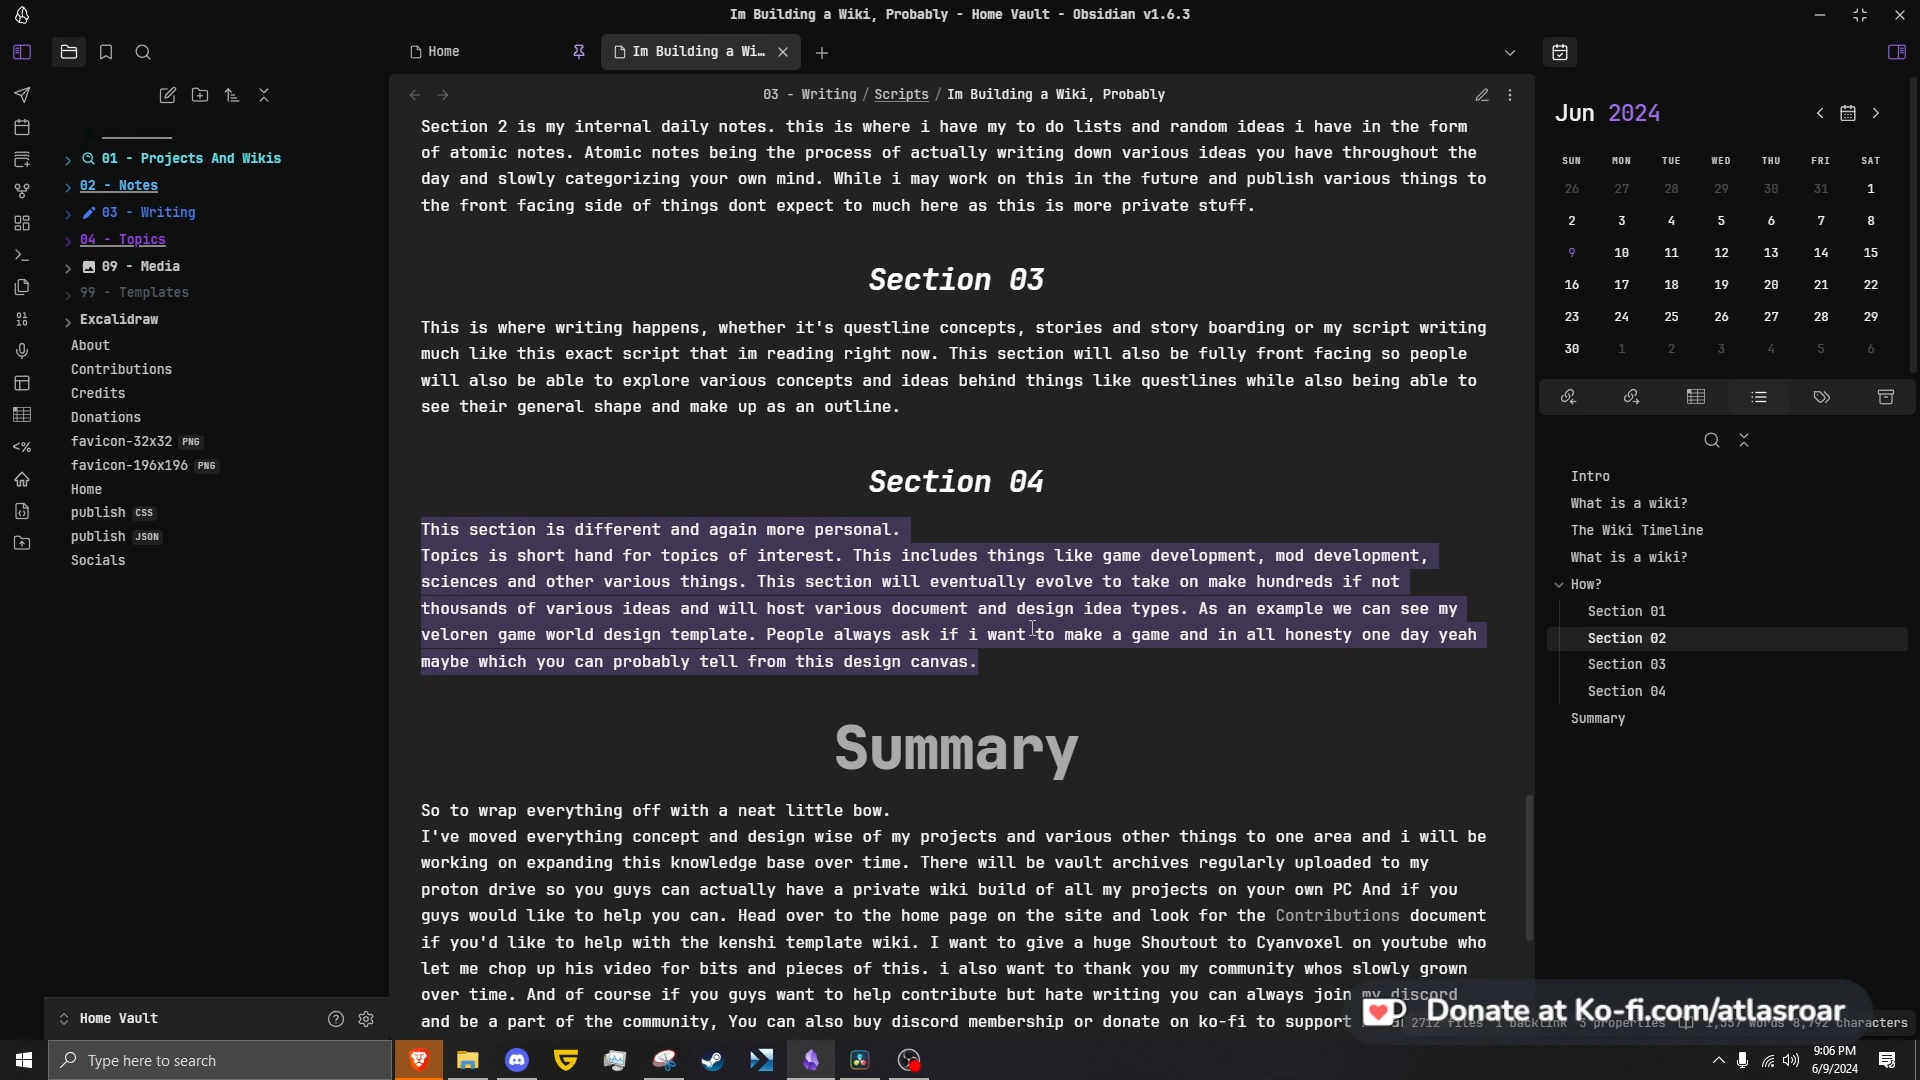 Im Building a Wiki, Probably - Home Vault - Obsidian v1.6.3
Home
Im Building a Wi…
03 - Writing / Scripts / Im Building a Wiki, Probably
01 - Projects And Wikis
02 - Notes
03 - Writing
04 - Topics
09 - Media
99 - Templates
Excalidraw
About
Contributions
Credits
Donations
favicon-32x32 PNG
favicon-196x196 PNG
Home
publish CSS
publish JSON
Socials
Home Vault
Section 2 is my internal daily notes. this is where i have my to do lists and random ideas i have in the form
of atomic notes. Atomic notes being the process of actually writing down various ideas you have throughout the
day and slowly categorizing your own mind. While i may work on this in the future and publish various things to
the front facing side of things dont expect to much here as this is more private stuff.
Section 03
This is where writing happens, whether it's questline concepts, stories and story boarding or my script writing
much like this exact script that im reading right now. This section will also be fully front facing so people
will also be able to explore various concepts and ideas behind things like questlines while also being able to
see their general shape and make up as an outline.
Section 04
This section is different and again more personal.
Topics is short hand for topics of interest. This includes things like game development, mod development,
sciences and other various things. This section will eventually evolve to take on make hundreds if not
thousands of various ideas and will host various document and design idea types. As an example we can see my
veloren game world design template. People always ask if i want to make a game and in all honesty one day yeah
maybe which you can probably tell from this design canvas.
Summary
So to wrap everything off with a neat little bow.
I've moved everything concept and design wise of my projects and various other things to one area and i will be
working on expanding this knowledge base over time. There will be vault archives regularly uploaded to my
proton drive so you guys can actually have a private wiki build of all my projects on your own PC And if you
guys would like to help you can. Head over to the home page on the site and look for the Contributions document
if you'd like to help with the kenshi template wiki. I want to give a huge Shoutout to Cyanvoxel on youtube who
let me chop up his video for bits and pieces of this. i also want to thank you my community whos slowly grown
over time. And of course if you guys want to help contribute but hate writing you can always join my discord
and be a part of the community, You can also buy discord membership or donate on ko-fi to support
Jun 2024
SUN MON TUE WED THU FRI SAT
26 27 28 29 30 31 1
2 3 4 5 6 7 8
9 10 11 12 13 14 15
16 17 18 19 20 21 22
23 24 25 26 27 28 29
30 1 2 3 4 5 6
Intro
What is a wiki?
The Wiki Timeline
What is a wiki?
How?
Section 01
Section 02
Section 03
Section 04
Summary
Donate at Ko-fi.com/atlasroar
2712 files 1 backlink 3 properties 1,557 words 8,792 characters
Type here to search
9:06 PM
6/9/2024